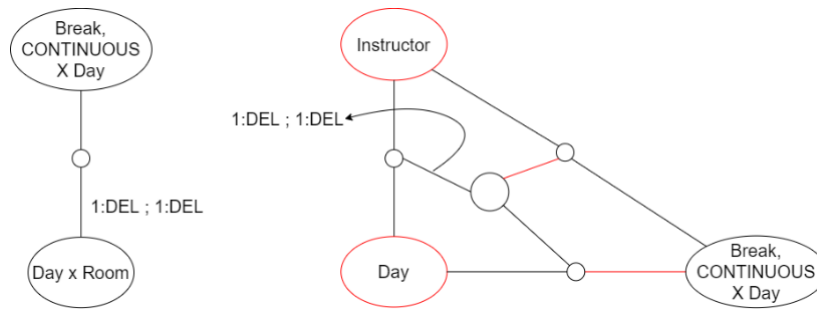 Break,
CONTINUOUS
X Day
1:DEL ; 1:DEL
Day x Room
Instructor
1:DEL ; 1:DEL
Day
Break,
CONTINUOUS
X Day